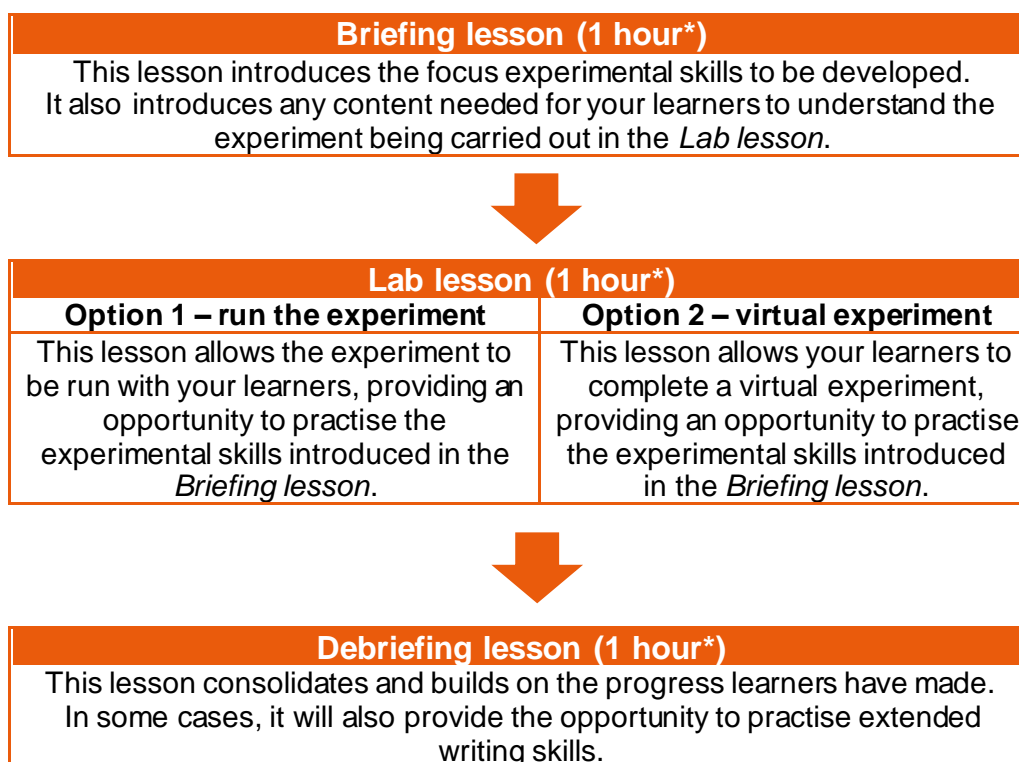 Briefing lesson (1 hour*)
This lesson introduces the focus experimental skills to be developed.
It also introduces any content needed for your learners to understand the
experiment being carried out in the Lab lesson.
Lab lesson (1 hour*)
Option 1 – run the experiment
This lesson allows the experiment to
be run with your learners, providing an
opportunity to practise the
experimental skills introduced in the
Briefing lesson.
Option 2 – virtual experiment
This lesson allows your learners to
complete a virtual experiment,
providing an opportunity to practise
the experimental skills introduced
in the Briefing lesson.
Debriefing lesson (1 hour*)
This lesson consolidates and builds on the progress learners have made.
In some cases, it will also provide the opportunity to practise extended
writing skills.